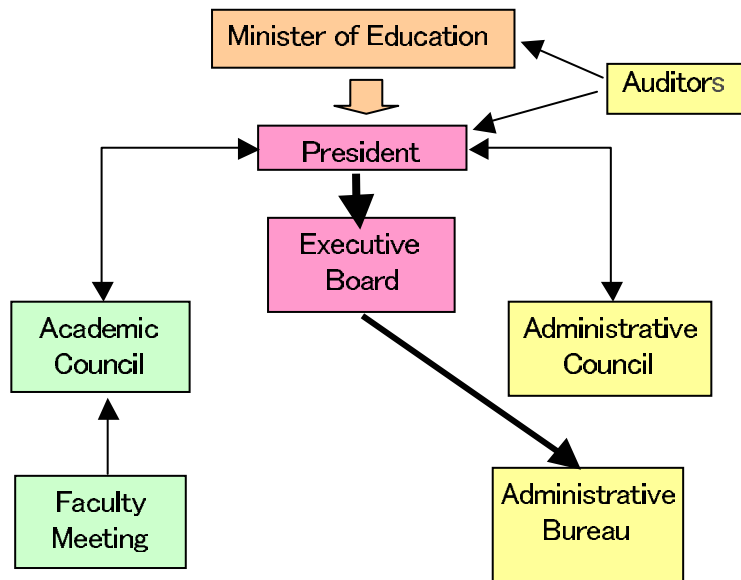 Minister of Education
Auditors
President
Executive
Board
Academic
Council
Administrative
Council
Faculty
Meeting
Administrative
Bureau